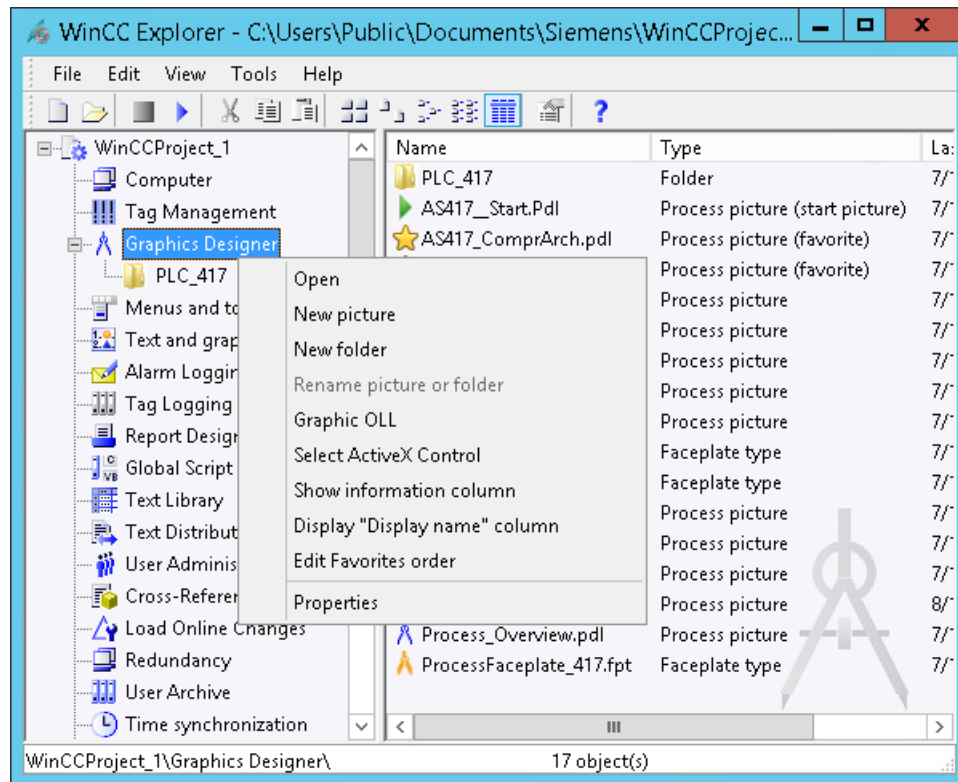 WinCC Explorer - C:\Users\Public\Documents\Siemens\WinCCProjec...
File Edit View Tools Help
WinCCProject_1
Computer
Tag Management
Graphics Designer
PLC_417
Menus and to
Text and grap
Alarm Loggin
Tag Logging
Report Design
Global Script
Text Library
Text Distribut
User Adminis
Cross-Referen
Load Online Changes
Redundancy
User Archive
Time synchronization
Open
New picture
New folder
Rename picture or folder
Graphic OLL
Select ActiveX Control
Show information column
Display "Display name" column
Edit Favorites order
Properties
Name Type La
PLC_417 Folder 7/
AS417__Start.Pdl Process picture (start picture) 7/
AS417_ComprArch.pdl Process picture (favorite) 7/
Process picture (favorite) 7/
Process picture 7/
Process picture 7/
Process picture 7/
Process picture 7/
Process picture 7/
Faceplate type 7/
Faceplate type 7/
Process picture 7/
Process picture 7/
Process picture 7/
Process picture 8/
Process_Overview.pdl Process picture 7/
ProcessFaceplate_417.fpt Faceplate type 7/
WinCCProject_1\Graphics Designer\ 17 object(s)